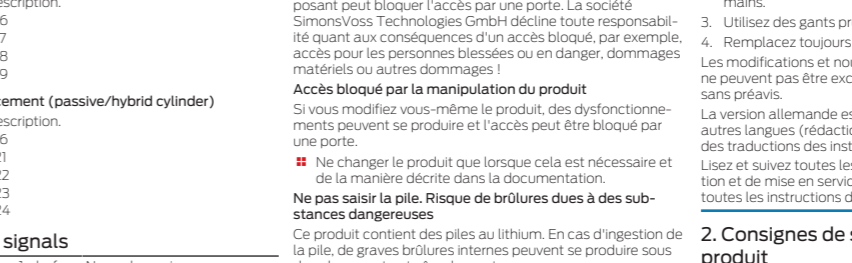 escription.
6
7
8
9
cement (passive/hybrid cylinder)
escription.
6
21
22
23
24
signals
posant peut bloquer l'accès par une porte. La société
SimonsVoss Technologies GmbH décline toute responsabil-
ité quant aux conséquences d'un accès bloqué, par exemple,
accès pour les personnes blessées ou en danger, dommages
matériels ou autres dommages !
Accès bloqué par la manipulation du produit
Si vous modifiez vous-même le produit, des dysfonctionne-
ments peuvent se produire et l'accès peut être bloqué par
une porte.
Ne changer le produit que lorsque cela est nécessaire et
de la manière décrite dans la documentation.
Ne pas saisir la pile. Risque de brûlures dues à des sub-
stances dangereuses
Ce produit contient des piles au lithium. En cas d'ingestion de
la pile, de graves brûlures internes peuvent se produire sous
mains.
3. Utilisez des gants pr
4. Remplacez toujours
Les modifications et nou
ne peuvent pas être exc
sans préavis.
La version allemande es
autres langues (rédactio
des traductions des inst
Lisez et suivez toutes les
tion et de mise en servic
toutes les instructions d
2. Consignes de s
produit